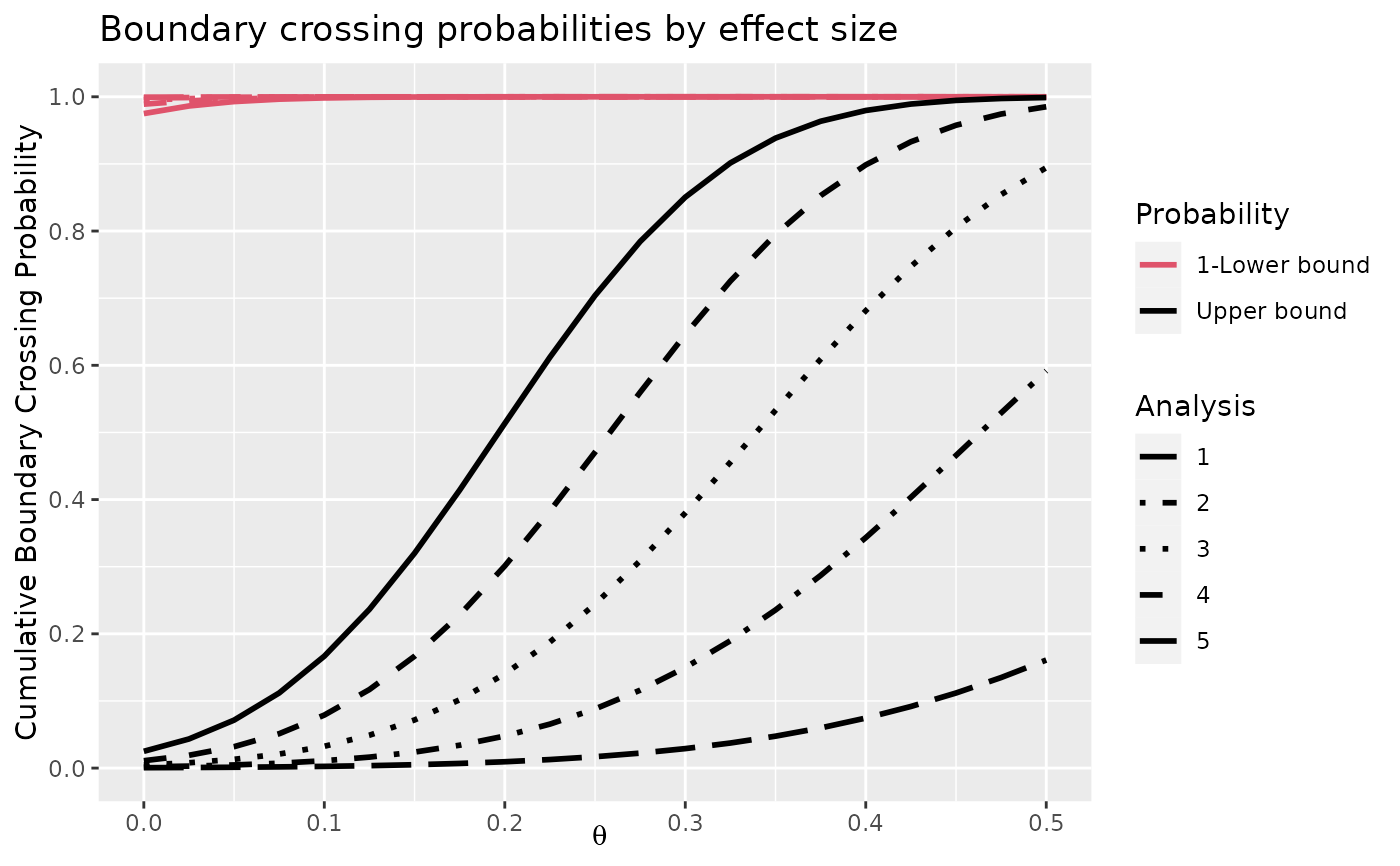 Boundary crossing probabilities by effect size
Cumulative Boundary Crossing Probability
1.0
0.8
0.6
0.4
0.2
0.0
0.0 0.1 0.2 0.3 0.4 0.5
θ
Probability
1-Lower bound
Upper bound
Analysis
1
2
3
4
5